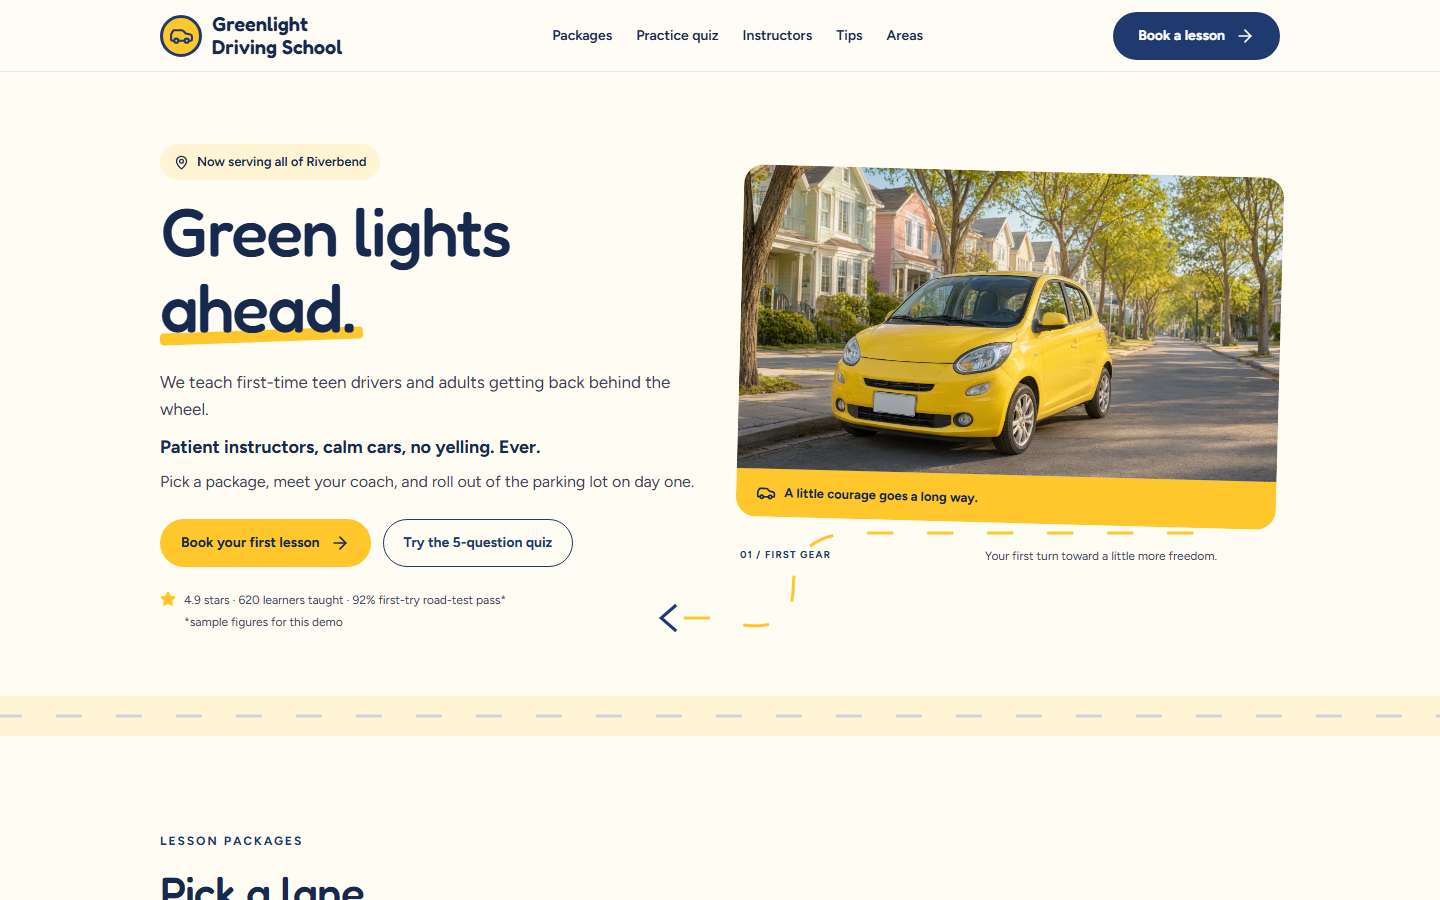 Greenlight
Driving School
Packages
Practice quiz
Instructors
Tips
Areas
Book a lesson
Now serving all of Riverbend
Green lights
ahead.
We teach first-time teen drivers and adults getting back behind the
wheel.
Patient instructors, calm cars, no yelling. Ever.
Pick a package, meet your coach, and roll out of the parking lot on day one.
Book your first lesson
Try the 5-question quiz
4.9 stars · 620 learners taught · 92% first-try road-test pass*
*sample figures for this demo
A little courage goes a long way.
01 / FIRST GEAR
Your first turn toward a little more freedom.
LESSON PACKAGES
Pick a lane